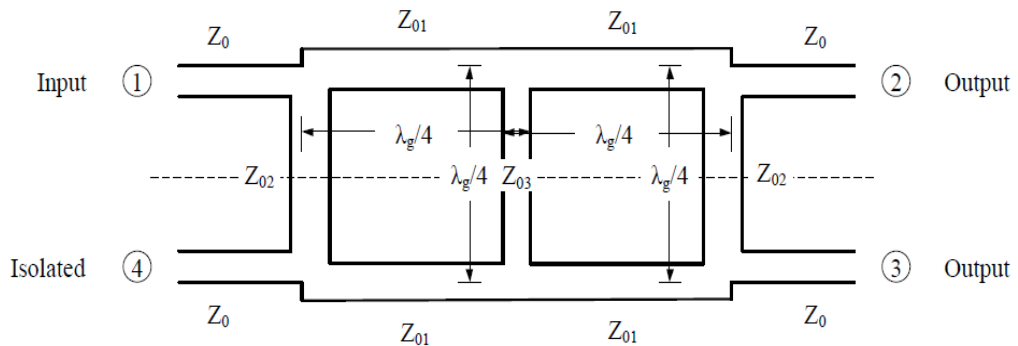 Z01 Z01
Z0 Z0
Input 1 2 Output
λg/4 λg/4
Z02 λg/4 Z03 λg/4 Z02
Isolated 4 3 Output
Z0 Z0
Z01 Z01